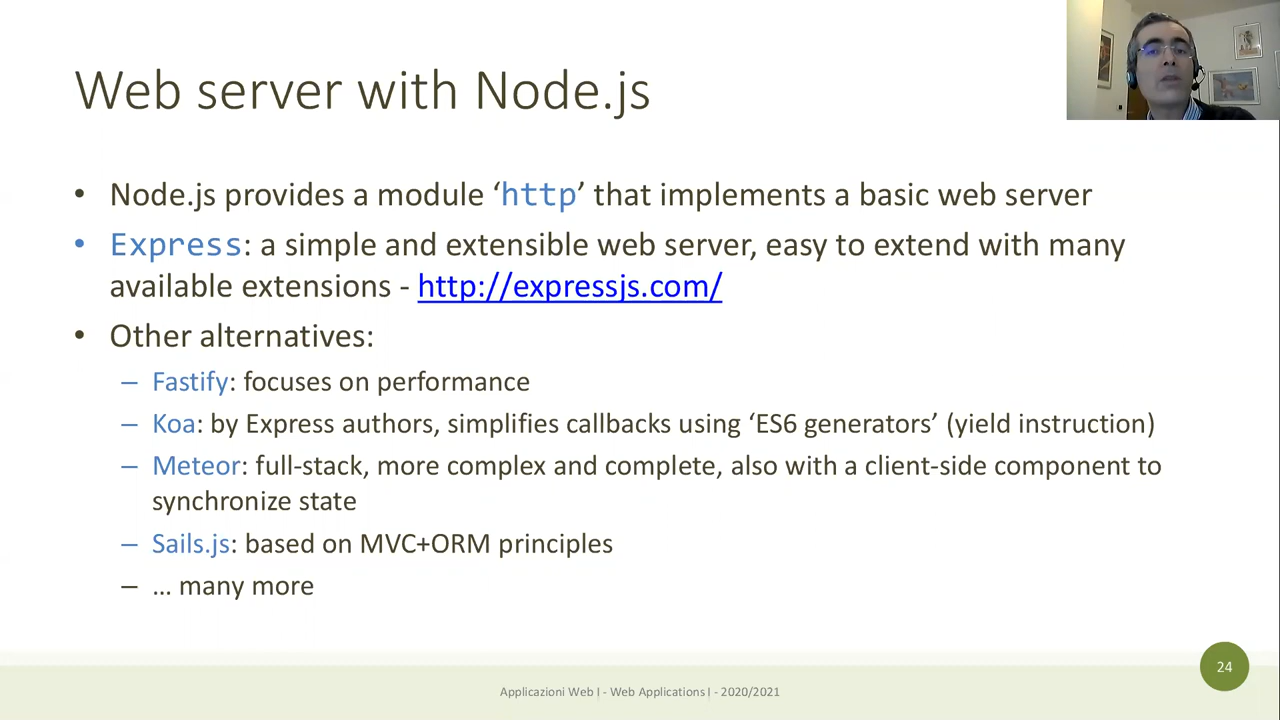 Web server with Node.js
• Node.js provides a module ‘http’ that implements a basic web server
• Express: a simple and extensible web server, easy to extend with many
available extensions - http://expressjs.com/
• Other alternatives:
– Fastify: focuses on performance
– Koa: by Express authors, simplifies callbacks using ‘ES6 generators’ (yield instruction)
– Meteor: full-stack, more complex and complete, also with a client-side component to
synchronize state
– Sails.js: based on MVC+ORM principles
– … many more
24
Applicazioni Web I - Web Applications I - 2020/2021